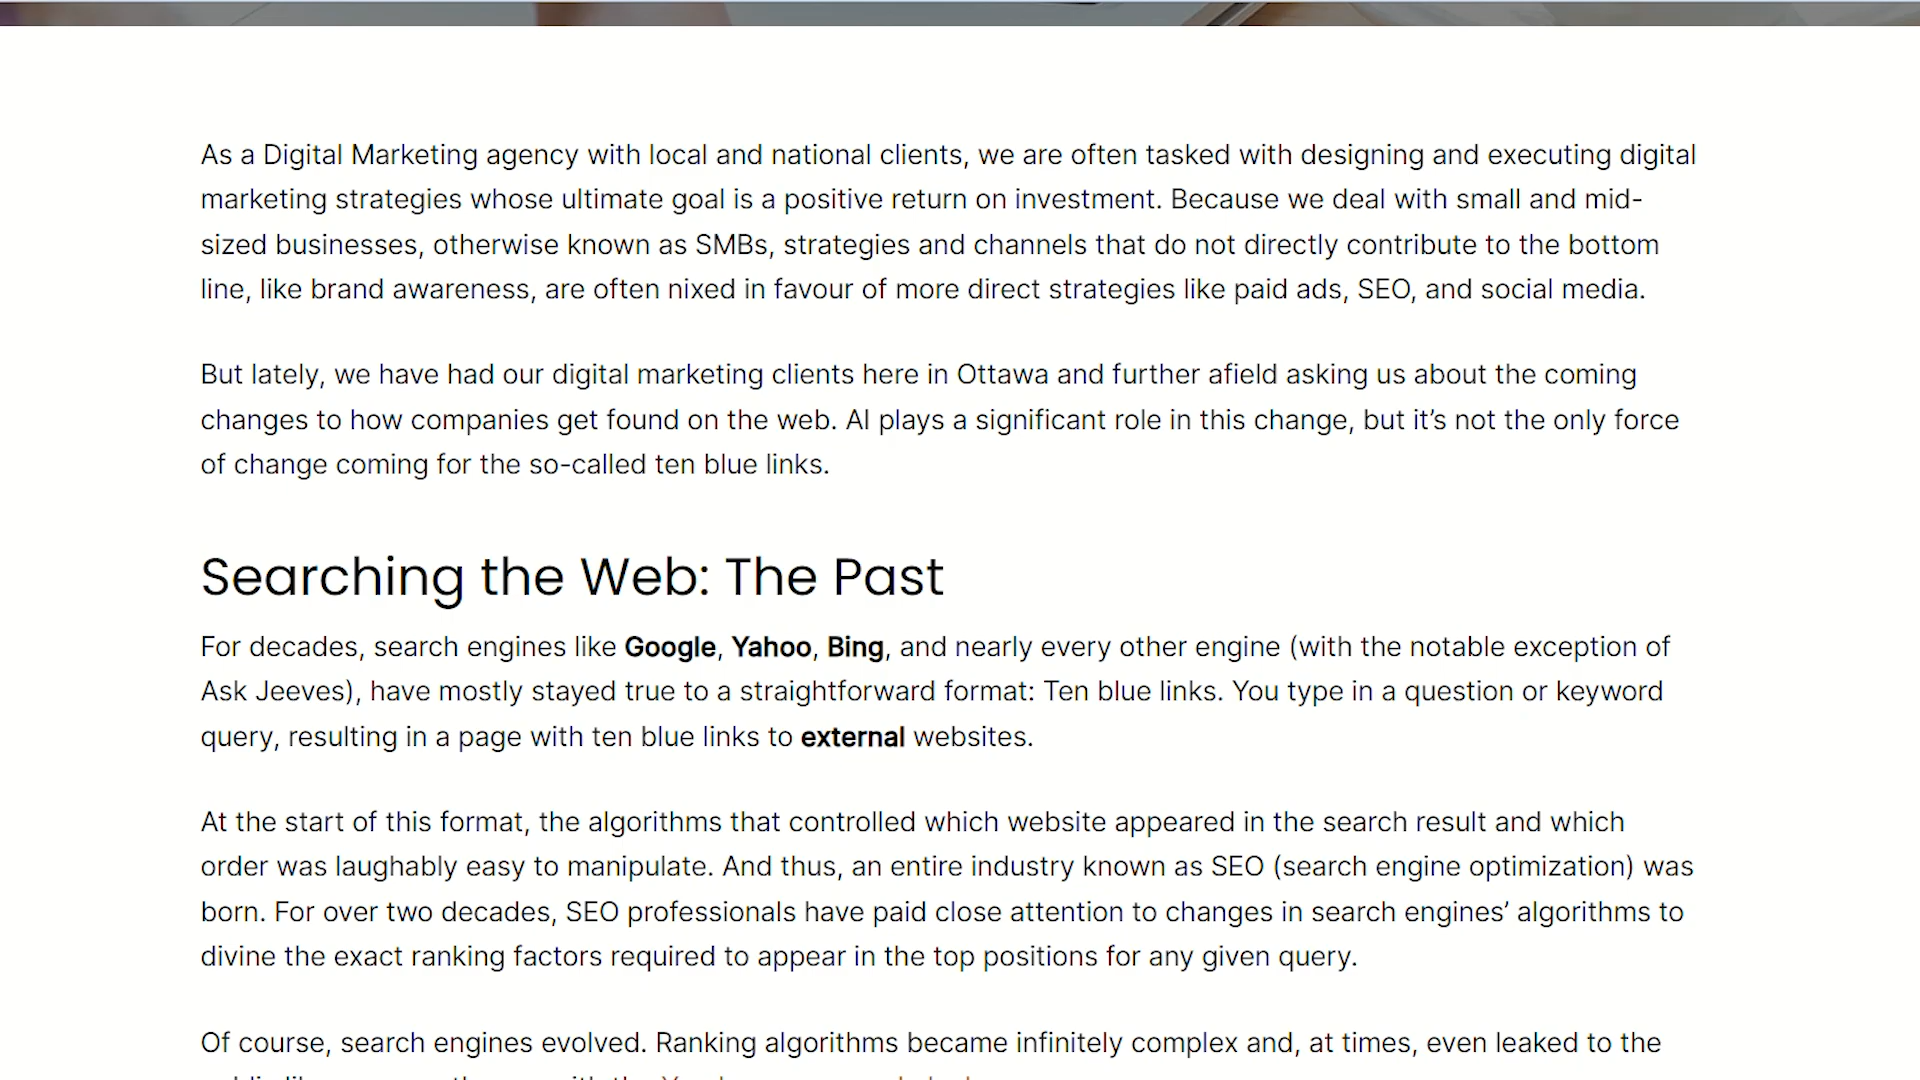 As a Digital Marketing agency with local and national clients, we are often tasked with designing and executing digital
marketing strategies whose ultimate goal is a positive return on investment. Because we deal with small and mid-
sized businesses, otherwise known as SMBs, strategies and channels that do not directly contribute to the bottom
line, like brand awareness, are often nixed in favour of more direct strategies like paid ads, SEO, and social media.
But lately, we have had our digital marketing clients here in Ottawa and further afield asking us about the coming
changes to how companies get found on the web. AI plays a significant role in this change, but it’s not the only force
of change coming for the so-called ten blue links.
Searching the Web: The Past
For decades, search engines like Google, Yahoo, Bing, and nearly every other engine (with the notable exception of
Ask Jeeves), have mostly stayed true to a straightforward format: Ten blue links. You type in a question or keyword
query, resulting in a page with ten blue links to external websites.
At the start of this format, the algorithms that controlled which website appeared in the search result and which
order was laughably easy to manipulate. And thus, an entire industry known as SEO (search engine optimization) was
born. For over two decades, SEO professionals have paid close attention to changes in search engines’ algorithms to
divine the exact ranking factors required to appear in the top positions for any given query.
Of course, search engines evolved. Ranking algorithms became infinitely complex and, at times, even leaked to the